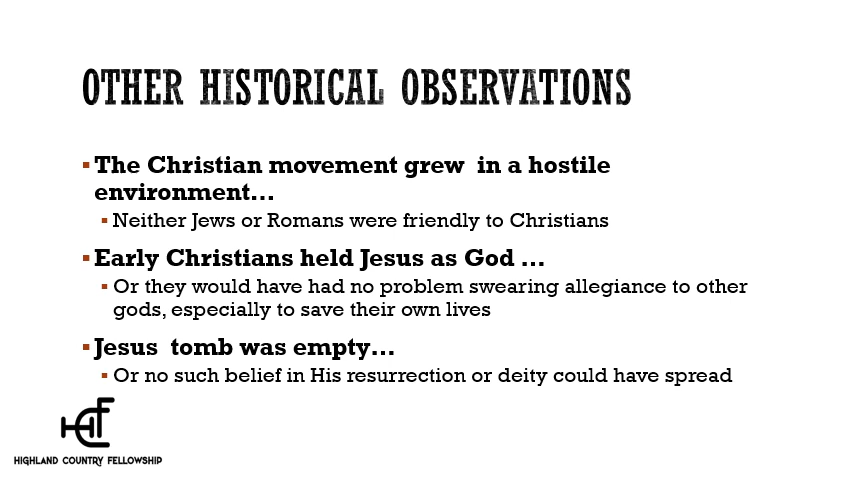 OTHER HISTORICAL OBSERVATIONS
▪The Christian movement grew  in a hostile
environment…
▪Neither Jews or Romans were friendly to Christians
▪Early Christians held Jesus as God …
▪Or they would have had no problem swearing allegiance to other
gods, especially to save their own lives
▪Jesus  tomb was empty…
▪Or no such belief in His resurrection or deity could have spread
HCF
HIGHLAND COUNTRY FELLOWSHIP